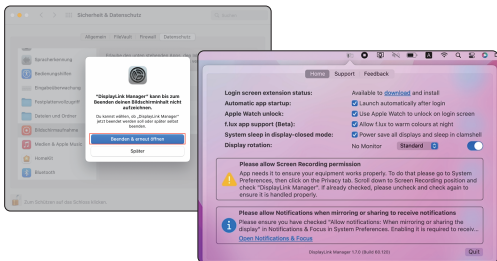 Sicherheit & Datenschutz
Allgemein Firewall Datenschutz
Spracherkennung
Bedienungshilfen
Eingabeüberwachung
Festplattenvollzugriff
Dateien und Ordner
Bildschirmaufnahme
Medien & Apple Music
HomeKit
Bluetooth
"DisplayLink Manager" kann bis zum
Beenden deinen Bildschirminhalt nicht
aufzeichnen.
Du kannst wählen, ob „DisplayLink Manager"
jetzt beendet werden soll oder später selbst
beenden.
Beenden & erneut öffnen
Später
Zum Schützen auf das Schloss klicken.
Home Support Feedback
Login screen extension status: Available to download and install
Automatic app startup: Launch automatically after login
Apple Watch unlock: Use Apple Watch to unlock on login screen
f.lux app support (Beta): Allow f.lux to warm colours at night
System sleep in display-closed mode: Power save all displays and sleep in clamshell
Display rotation: No Monitor Standard
Please allow Screen Recording permission
App needs it to ensure your equipment works properly. To do that please go to System
Preferences, then click on the Privacy tab. Scroll down to Screen Recording position and
check "DisplayLink Manager". If already checked, please uncheck and check again to
ensure it is handled properly.
Please allow Notifications when mirroring or sharing to receive notifications
Please ensure you have checked "Allow notifications: When mirroring or sharing the
display" in Notifications & Focus in System Preferences. Enabling it is required to receiv...
Open Notifications & Focus
DisplayLink Manager 1.7.0 (Build 65.125)
Quit